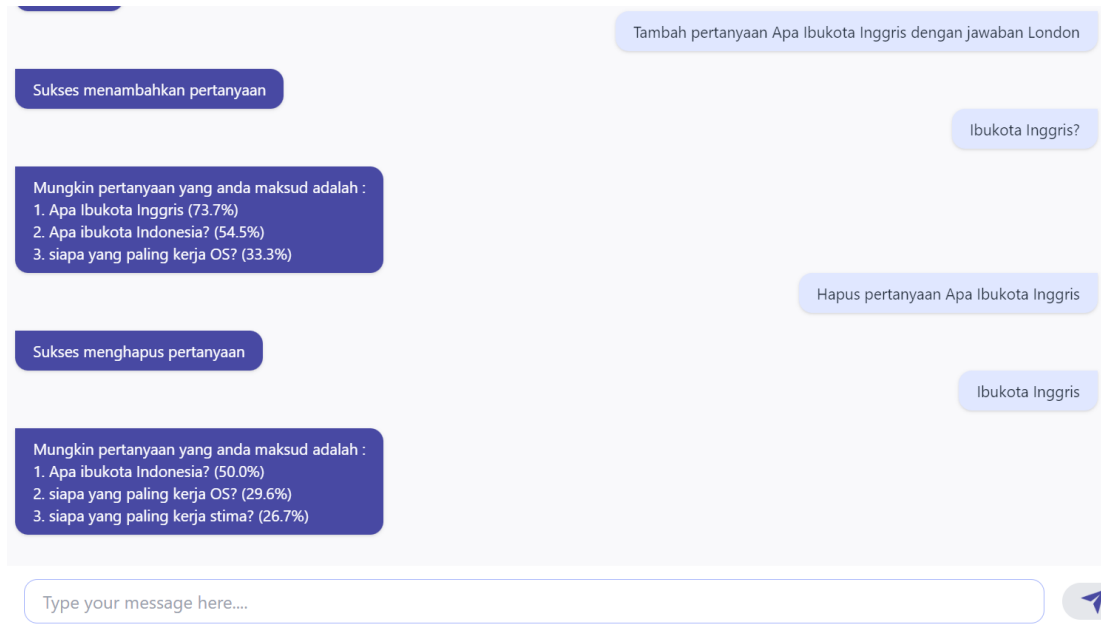 Tambah pertanyaan Apa Ibukota Inggris dengan jawaban London
Sukses menambahkan pertanyaan
Ibukota Inggris?
Mungkin pertanyaan yang anda maksud adalah :
1. Apa Ibukota Inggris (73.7%)
2. Apa ibukota Indonesia? (54.5%)
3. siapa yang paling kerja OS? (33.3%)
Hapus pertanyaan Apa Ibukota Inggris
Sukses menghapus pertanyaan
Ibukota Inggris
Mungkin pertanyaan yang anda maksud adalah :
1. Apa ibukota Indonesia? (50.0%)
2. siapa yang paling kerja OS? (29.6%)
3. siapa yang paling kerja stima? (26.7%)
Type your message here....